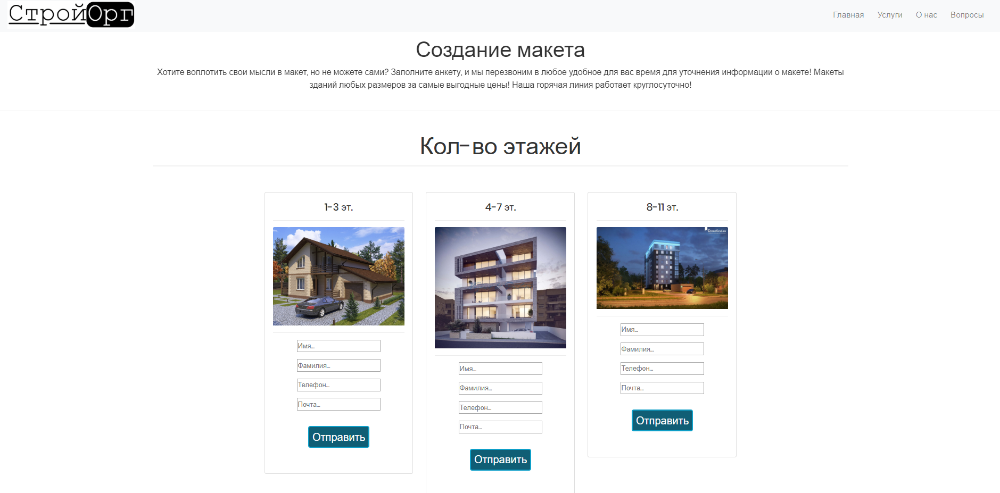 СтройОрг
Главная
Услуги
О нас
Вопросы
Создание макета
Хотите воплотить свои мысли в макет, но не можете сами? Заполните анкету, и мы перезвоним в любое удобное для вас время для уточнения информации о макете! Макеты
зданий любых размеров за самые выгодные цены! Наша горячая линия работает круглосуточно!
Кол-во этажей
1-3 эт.
Имя...
Фамилия...
Телефон...
Почта...
Отправить
4-7 эт.
Имя...
Фамилия...
Телефон...
Почта...
Отправить
8-11 эт.
Domofond.ru
Имя...
Фамилия...
Телефон...
Почта...
Отправить